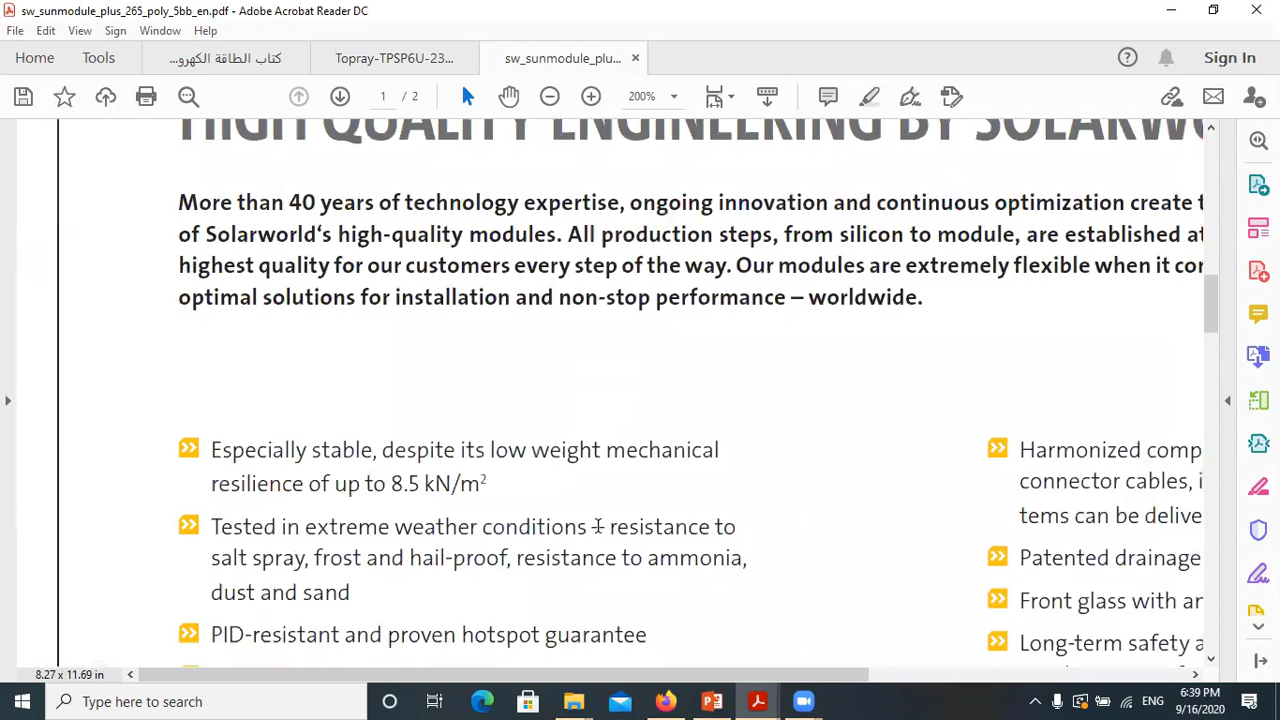 sw_sunmodule_plus_265_poly_5bb_en.pdf - Adobe Acrobat Reader DC
File Edit View Sign Window Help
Home Tools كتاب الطاقة الكهرو... Topray-TPSP6U-23... sw_sunmodule_plu... Sign In
1 / 2 200%
HIGH QUALITY ENGINEERING BY SOLARWO
More than 40 years of technology expertise, ongoing innovation and continuous optimization create t
of Solarworld‘s high-quality modules. All production steps, from silicon to module, are established at
highest quality for our customers every step of the way. Our modules are extremely flexible when it cor
optimal solutions for installation and non-stop performance – worldwide.
Especially stable, despite its low weight mechanical
resilience of up to 8.5 kN/m²
Tested in extreme weather conditions - resistance to
salt spray, frost and hail-proof, resistance to ammonia,
dust and sand
PID-resistant and proven hotspot guarantee
Harmonized comp
connector cables, i
tems can be delive
Patented drainage
Front glass with an
Long-term safety a
8.27 x 11.69 in
Type here to search
ENG
6:39 PM
9/16/2020